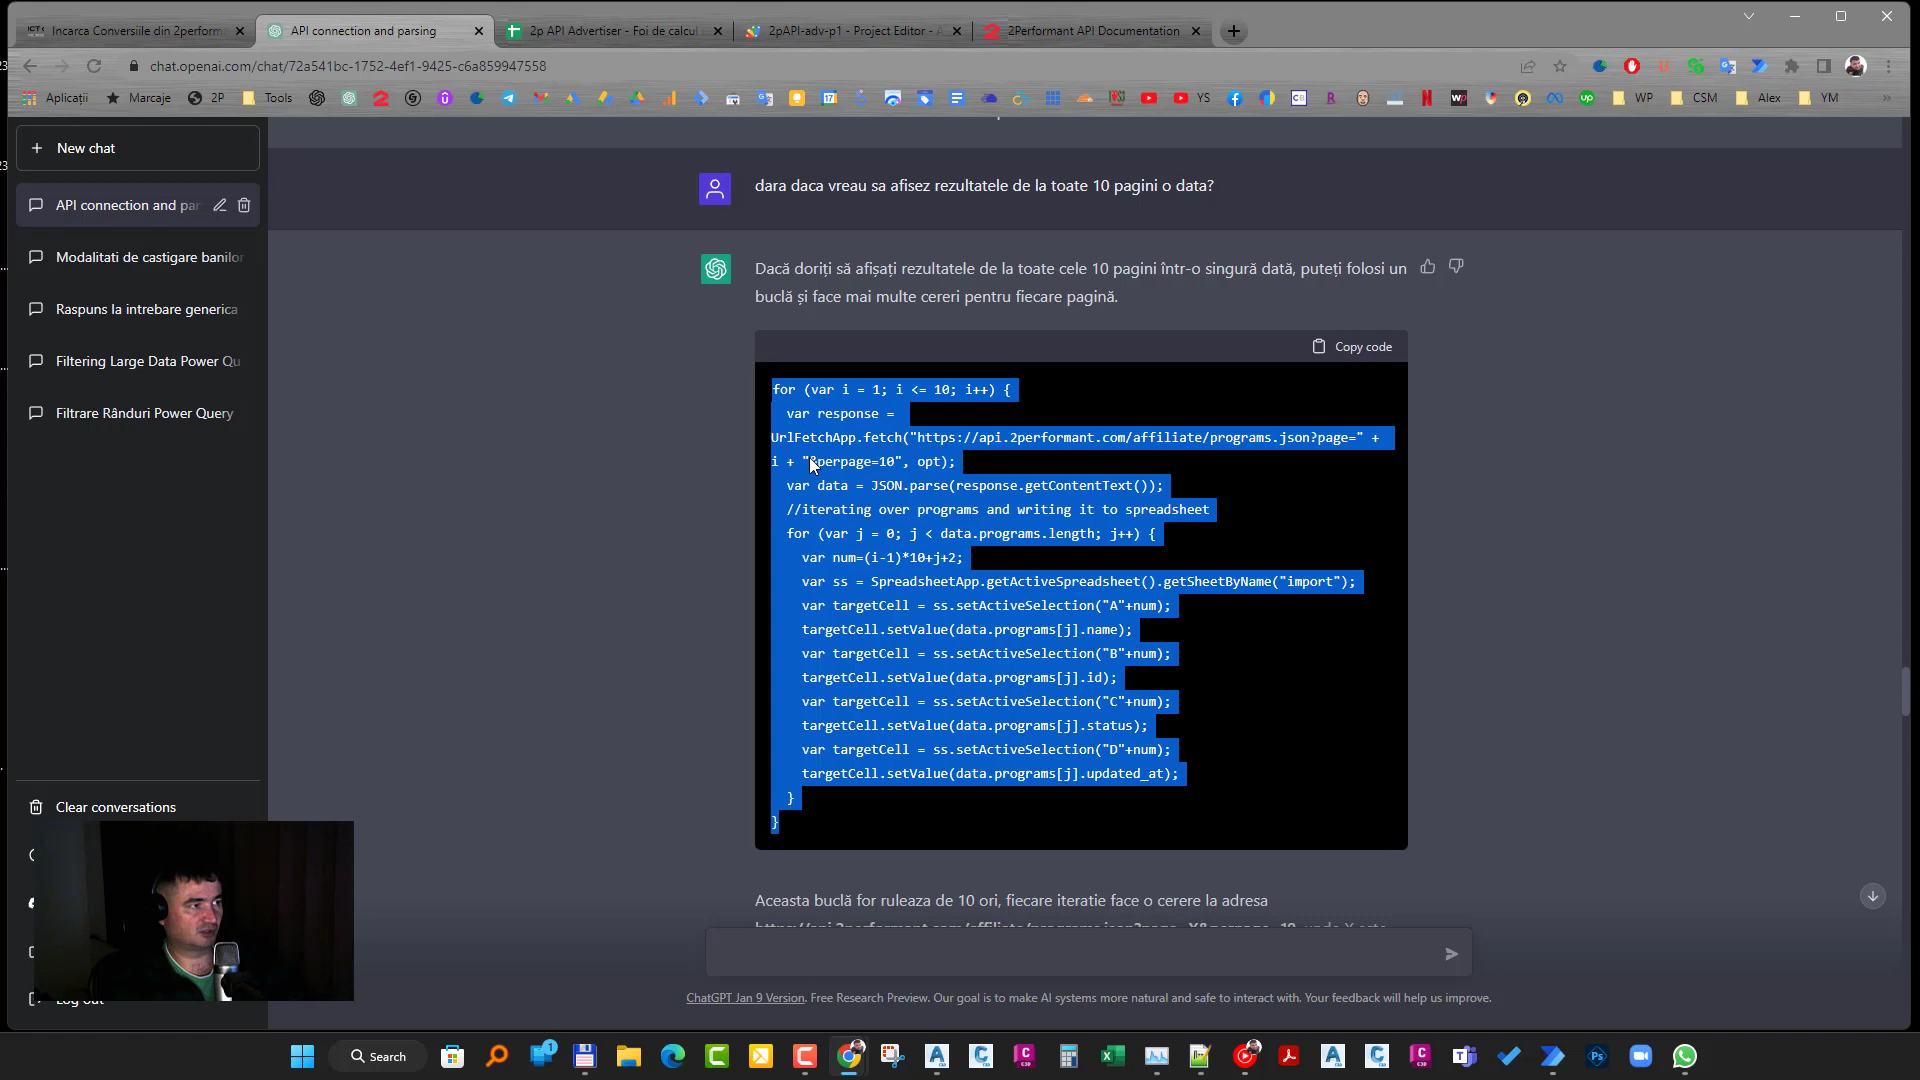 Incarca Conversiile din 2perform
API connection and parsing
2p API Advertiser - Foi de calcul
2pAPI-adv-p1 - Project Editor - A
2Performant API Documentation
chat.openai.com/chat/72a541bc-1752-4ef1-9425-c6a859947558
Aplicații
Marcaje
2P
Tools
YS
WP
CSM
Alex
YM
New chat
API connection and par
Modalitati de castigare banilor
Raspuns la intrebare generica
Filtering Large Data Power Qu
Filtrare Rânduri Power Query
Clear conversations
Log out
dara daca vreau sa afisez rezultatele de la toate 10 pagini o data?
Dacă doriți să afișați rezultatele de la toate cele 10 pagini într-o singură dată, puteți folosi un
buclă și face mai multe cereri pentru fiecare pagină.
Copy code
for (var i = 1; i <= 10; i++) {
var response =
UrlFetchApp.fetch("https://api.2performant.com/affiliate/programs.json?page=" +
i + "&perpage=10", opt);
var data = JSON.parse(response.getContentText());
//iterating over programs and writing it to spreadsheet
for (var j = 0; j < data.programs.length; j++) {
var num=(i-1)*10+j+2;
var ss = SpreadsheetApp.getActiveSpreadsheet().getSheetByName("import");
var targetCell = ss.setActiveSelection("A"+num);
targetCell.setValue(data.programs[j].name);
var targetCell = ss.setActiveSelection("B"+num);
targetCell.setValue(data.programs[j].id);
var targetCell = ss.setActiveSelection("C"+num);
targetCell.setValue(data.programs[j].status);
var targetCell = ss.setActiveSelection("D"+num);
targetCell.setValue(data.programs[j].updated_at);
}
}
Aceasta buclă for ruleaza de 10 ori, fiecare iteratie face o cerere la adresa
ChatGPT Jan 9 Version. Free Research Preview. Our goal is to make AI systems more natural and safe to interact with. Your feedback will help us improve.
Search